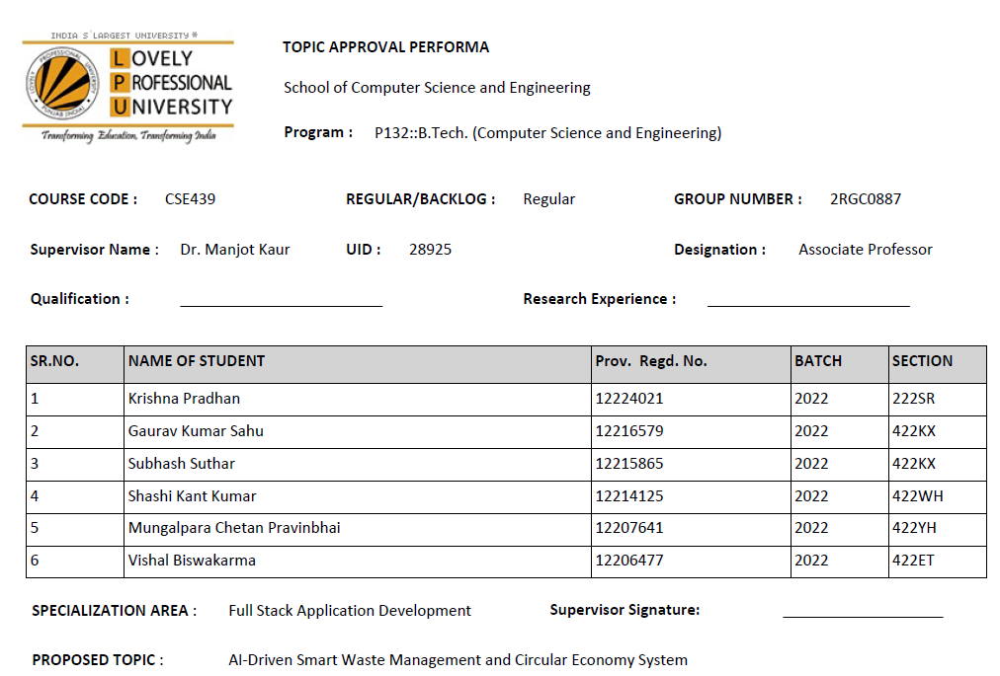 INDIA S`LARGEST UNIVERSITY *
LOVELY
PROFESSIONAL
UNIVERSITY
Transforming Education, Transforming India
TOPIC APPROVAL PERFORMA
School of Computer Science and Engineering
Program : P132::B.Tech. (Computer Science and Engineering)
COURSE CODE : CSE439 REGULAR/BACKLOG : Regular GROUP NUMBER : 2RGC0887
Supervisor Name : Dr. Manjot Kaur UID : 28925 Designation : Associate Professor
Qualification : Research Experience :
SR.NO. NAME OF STUDENT Prov. Regd. No. BATCH SECTION
1 Krishna Pradhan 12224021 2022 222SR
2 Gaurav Kumar Sahu 12216579 2022 422KX
3 Subhash Suthar 12215865 2022 422KX
4 Shashi Kant Kumar 12214125 2022 422WH
5 Mungalpara Chetan Pravinbhai 12207641 2022 422YH
6 Vishal Biswakarma 12206477 2022 422ET
SPECIALIZATION AREA : Full Stack Application Development Supervisor Signature:
PROPOSED TOPIC : AI-Driven Smart Waste Management and Circular Economy System